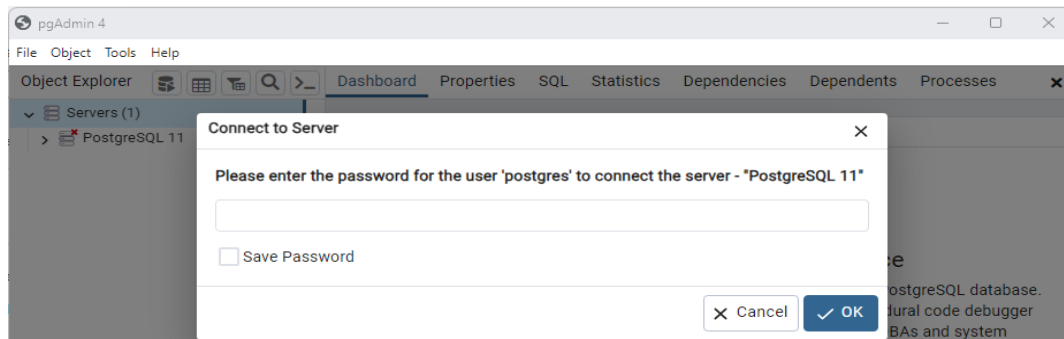 pgAdmin 4
File Object Tools Help
Object Explorer Dashboard Properties SQL Statistics Dependencies Dependents Processes
Servers (1)
PostgreSQL 11
Connect to Server
Please enter the password for the user 'postgres' to connect the server - "PostgreSQL 11"
Save Password
Cancel OK
ostgreSQL database.
dural code debugger
BAs and system